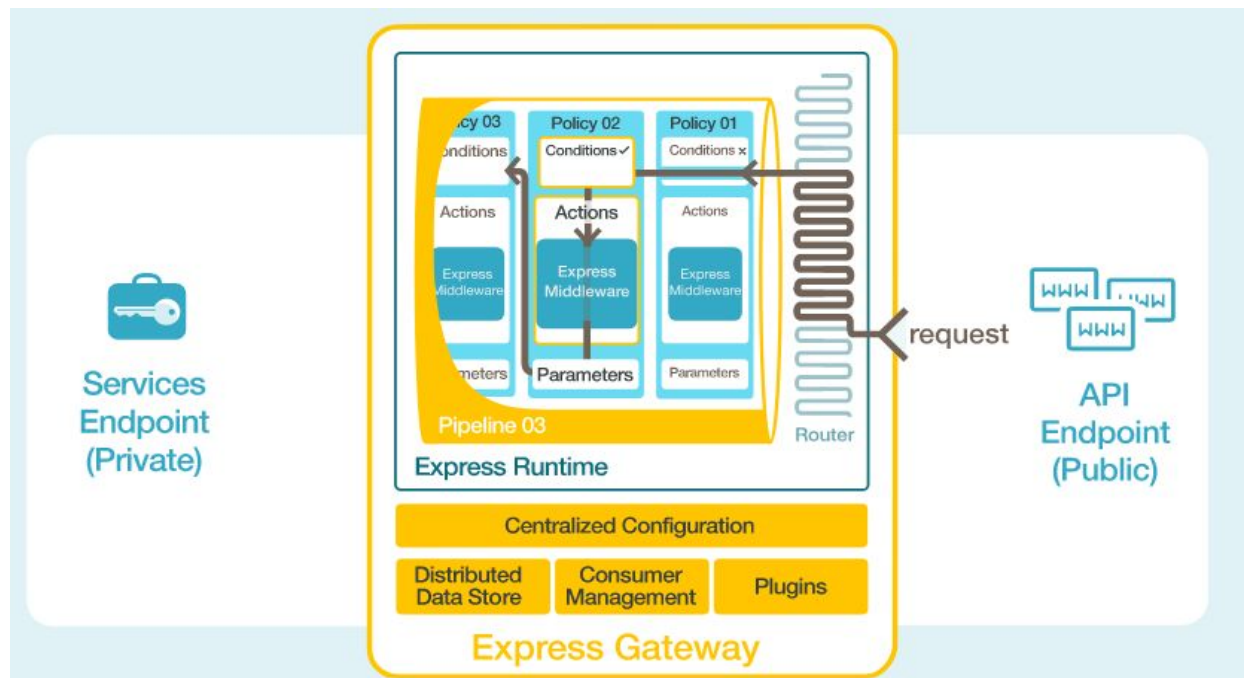 Policy 02
Policy 01
03
Conditions ✓
Conditions ×
Actions
Actions
Actions
Express
Middleware
Express
Middleware
Express
Parameters
Parameters
Pipeline 03
Router
Express Runtime
request
Services
Endpoint
(Private)
API
Endpoint
(Public)
www
www
Centralized Configuration
Distributed
Data Store
Consumer
Management
Plugins
Express Gateway